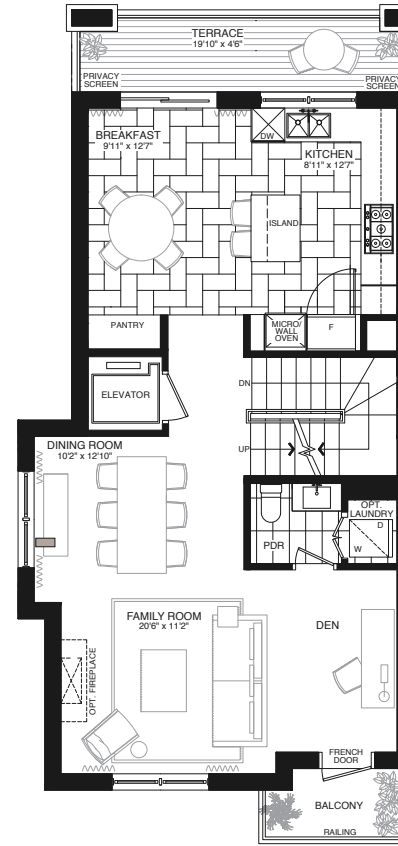 TERRACE
19'10" x 4'6"
PRIVACY
SCREEN
PRIVACY
SCREEN
BREAKFAST
9'11" x 12'7"
DW
KITCHEN
8'11" x 12'7"
ISLAND
PANTRY
MICRO/
WALL
OVEN
F
ELEVATOR
DN
UP
DINING ROOM
10'2" x 12'10"
OPT.
LAUNDRY
D
W
PDR
FAMILY ROOM
20'6" x 11'2"
DEN
OPT. FIREPLACE
FRENCH
DOOR
BALCONY
RAILING